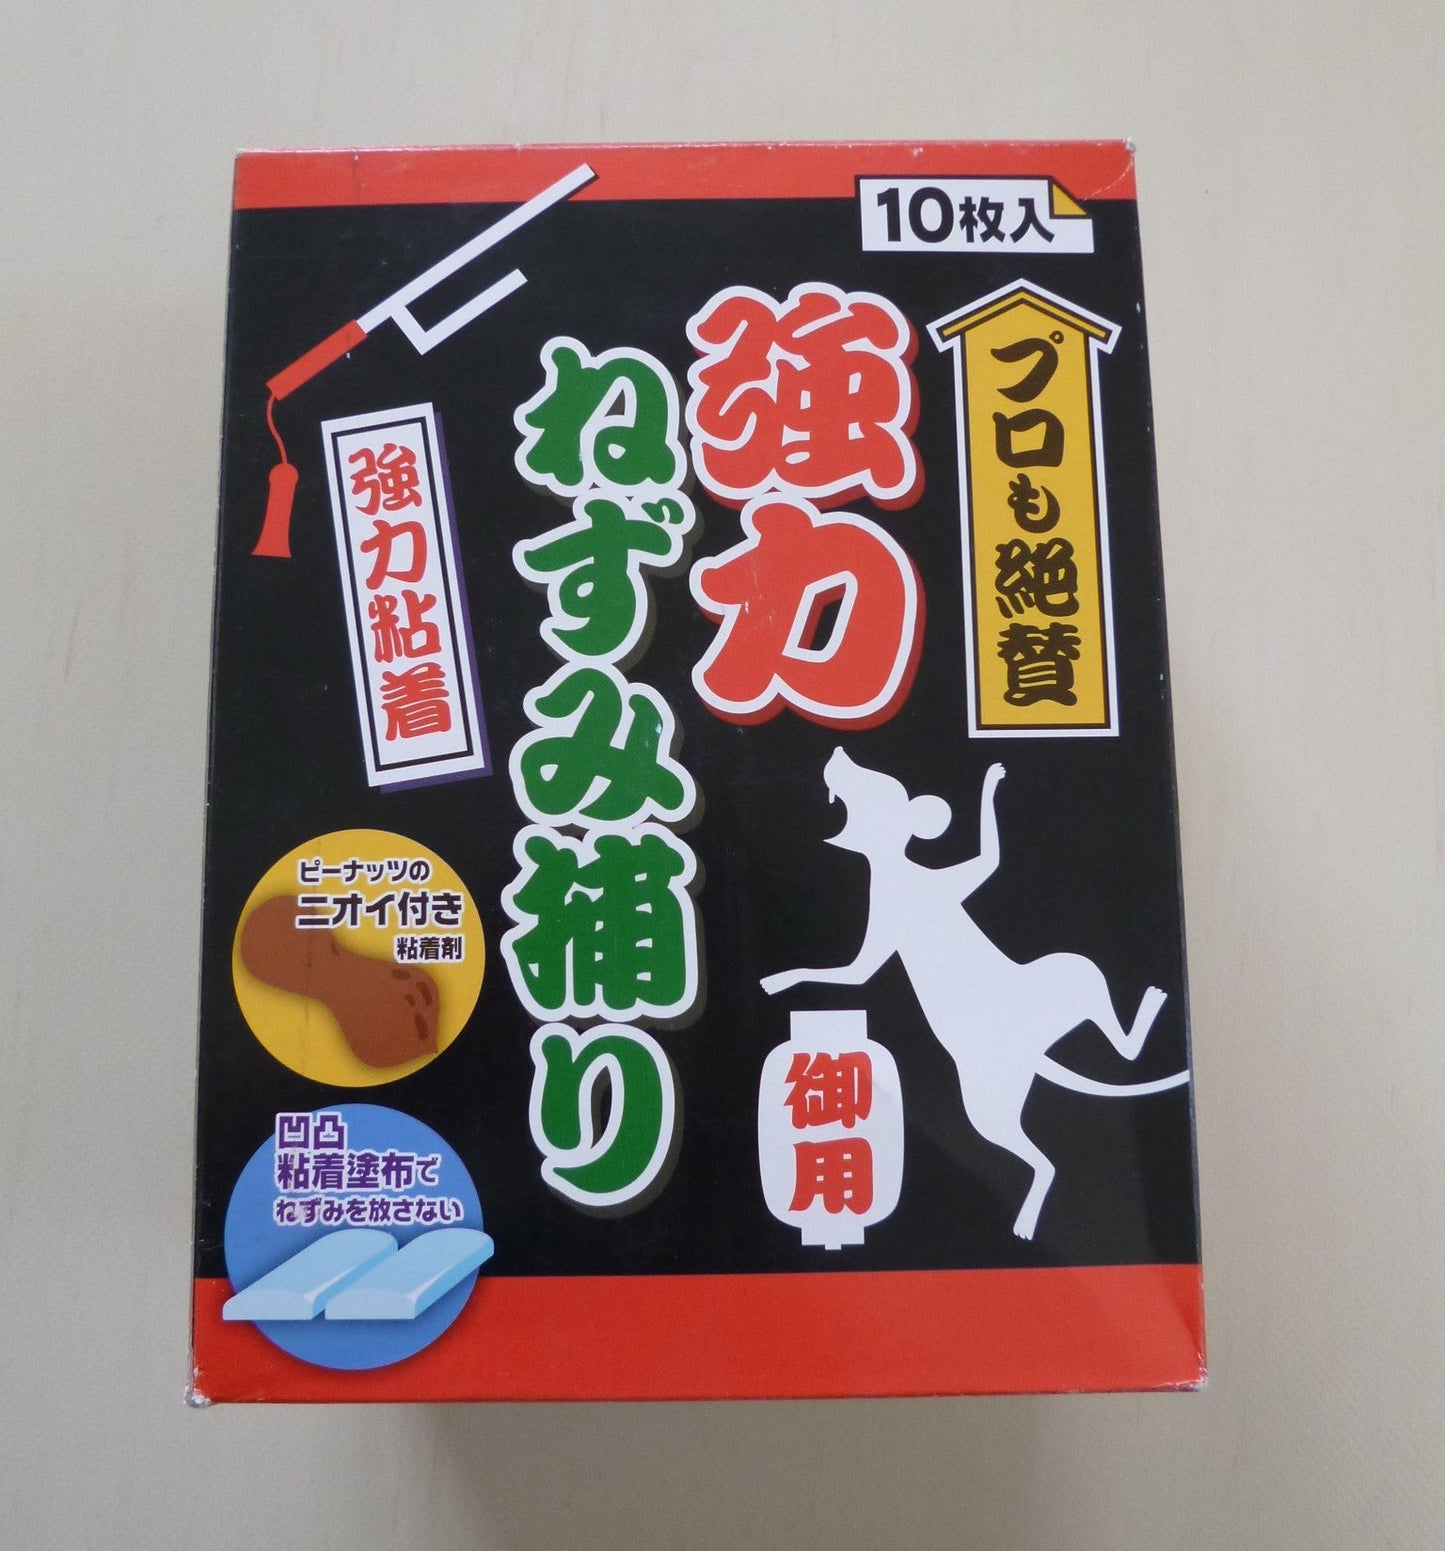 10枚入
プロも絶賛
強力
ねずみ捕り
強力粘着
ピーナッツの
ニオイ付き
粘着剤
凹凸
粘着塗布で
ねずみを放さない
御用